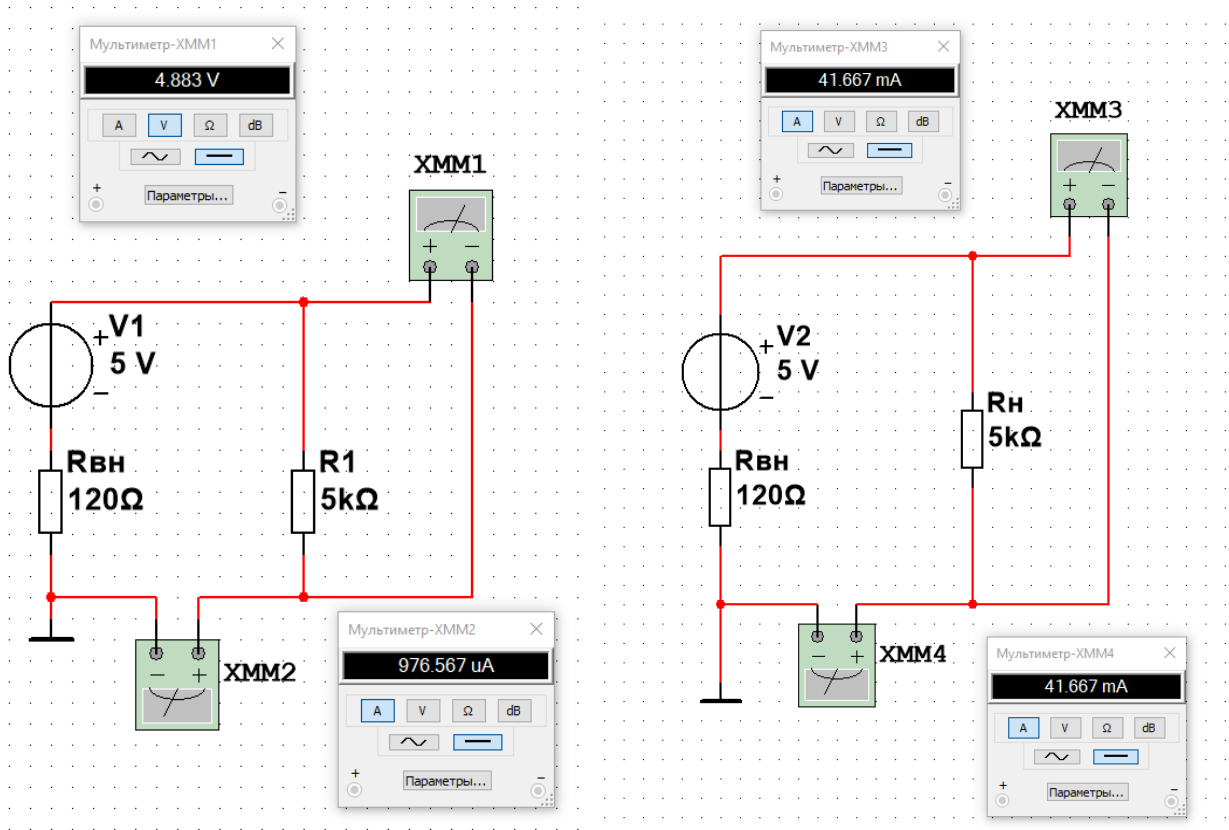 Мультиметр-XMM1
4.883 V
A V Ω dB
+ Параметры... −
XMM1
+ −
+ V1
5 V
−
Rвн
120Ω
R1
5kΩ
− +
XMM2
Мультиметр-XMM2
976.567 uA
A V Ω dB
+ Параметры... −
Мультиметр-XMM3
41.667 mA
A V Ω dB
+ Параметры... −
XMM3
+ −
+ V2
5 V
−
Rвн
120Ω
Rн
5kΩ
− +
XMM4
Мультиметр-XMM4
41.667 mA
A V Ω dB
+ Параметры... −